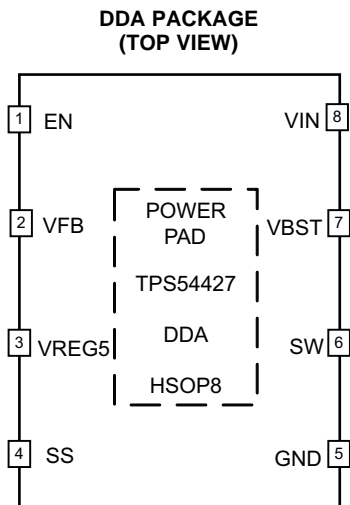 DDA PACKAGE
(TOP VIEW)
1 EN VIN 8
POWER
PAD
2 VFB VBST 7
TPS54427
3 VREG5 DDA SW 6
HSOP8
4 SS GND 5